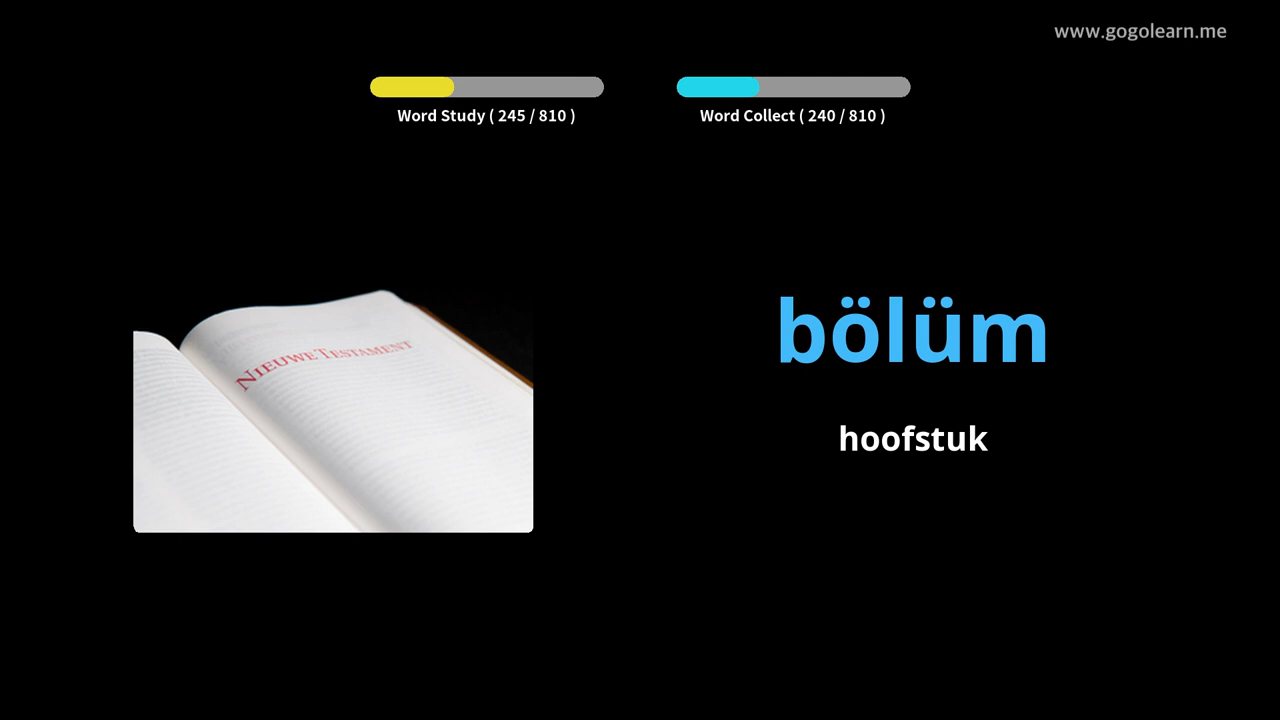 www.gogolearn.me
Word Study ( 245 / 810 )
Word Collect ( 240 / 810 )
NIEUWE TESTAMENT
bölüm
hoofstuk